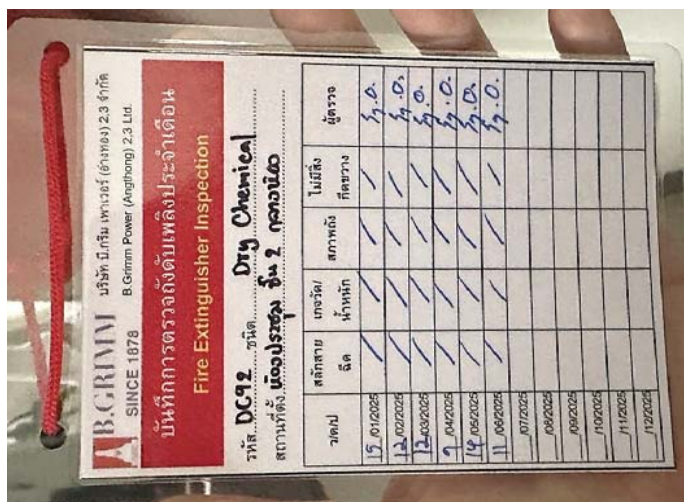 B.GRIMM
SINCE 1878
บริษัท บี.กริม เพาเวอร์ (อ่างทอง) 2,3 จำกัด
B.Grimm Power (Angthong) 2,3 Ltd.
บันทึกการตรวจถังดับเพลิงประจำเดือน
Fire Extinguisher Inspection
รหัส...DC92...ชนิด...Dry Chemical
สถานที่ตั้ง ห้องประชุม ชั้น 2
ว/ด/ป สลักสาย ฉีด เกจวัด/ น้ำหนัก สภาพถัง ไม่มีสิ่ง กีดขวาง ผู้ตรวจ
15/01/2025 / / / /
12/02/2025 / / / /
12/03/2025 / / / /
9/04/2025 / / / /
14/05/2025 / / / /
11/06/2025 / / / /
/07/2025
/08/2025
/09/2025
/10/2025
/11/2025
/12/2025